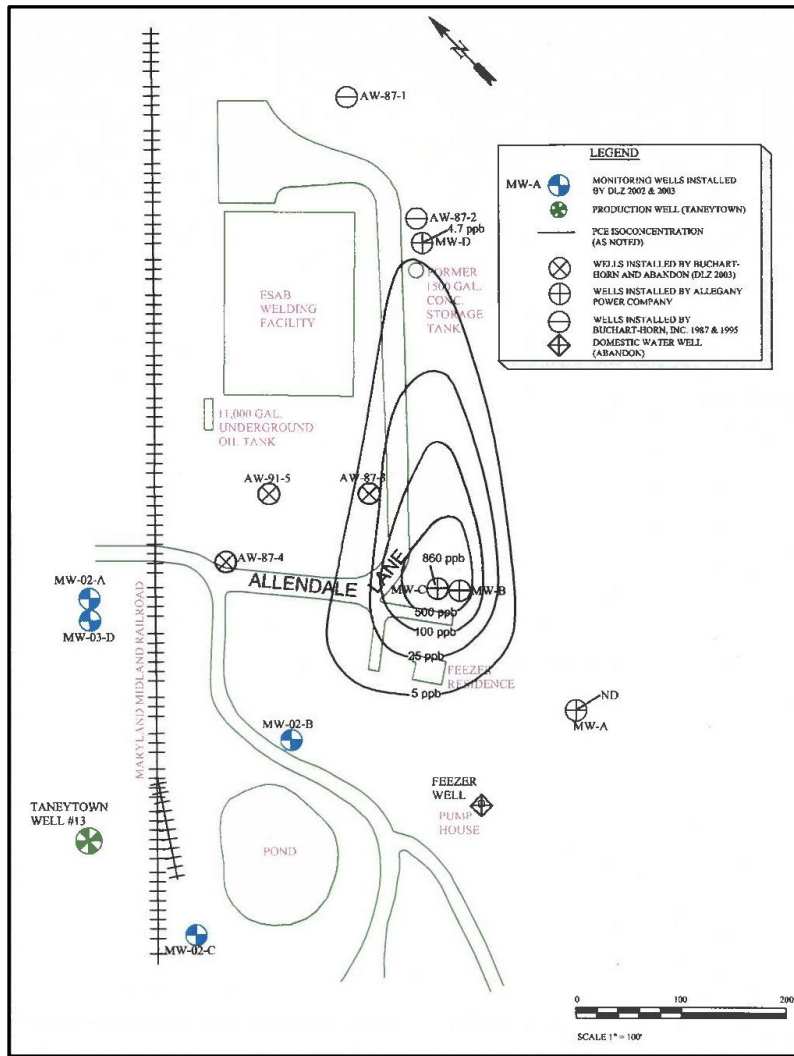 N
AW-87-1
LEGEND
MW-A
MONITORING WELLS INSTALLED
BY DLZ 2002 & 2003
PRODUCTION WELL (TANEYTOWN)
PCE ISOCONCENTRATION
(AS NOTED)
WELLS INSTALLED BY BUCHART-
HORN AND ABANDON (DLZ 2003)
WELLS INSTALLED BY ALLEGANY
POWER COMPANY
WELLS INSTALLED BY
BUCHART-HORN, INC. 1987 & 1995
DOMESTIC WATER WELL
(ABANDON)
AW-87-2
4.7 ppb
MW-D
FORMER
1500 GAL.
CONC.
STORAGE
TANK
ESAB
WELDING
FACILITY
11,000 GAL.
UNDERGROUND
OIL TANK
AW-91-5
AW-87-3
AW-87-4
ALLENDALE
LANE
860 ppb
MW-C
MW-B
500 ppb
100 ppb
25 ppb
5 ppb
FEEZER
RESIDENCE
MW-02-A
MW-03-D
MARYLAND MIDLAND RAILROAD
MW-02-B
ND
MW-A
FEEZER
WELL
PUMP
HOUSE
TANEYTOWN
WELL #13
POND
MW-02-C
0 100 200
SCALE 1" = 100'